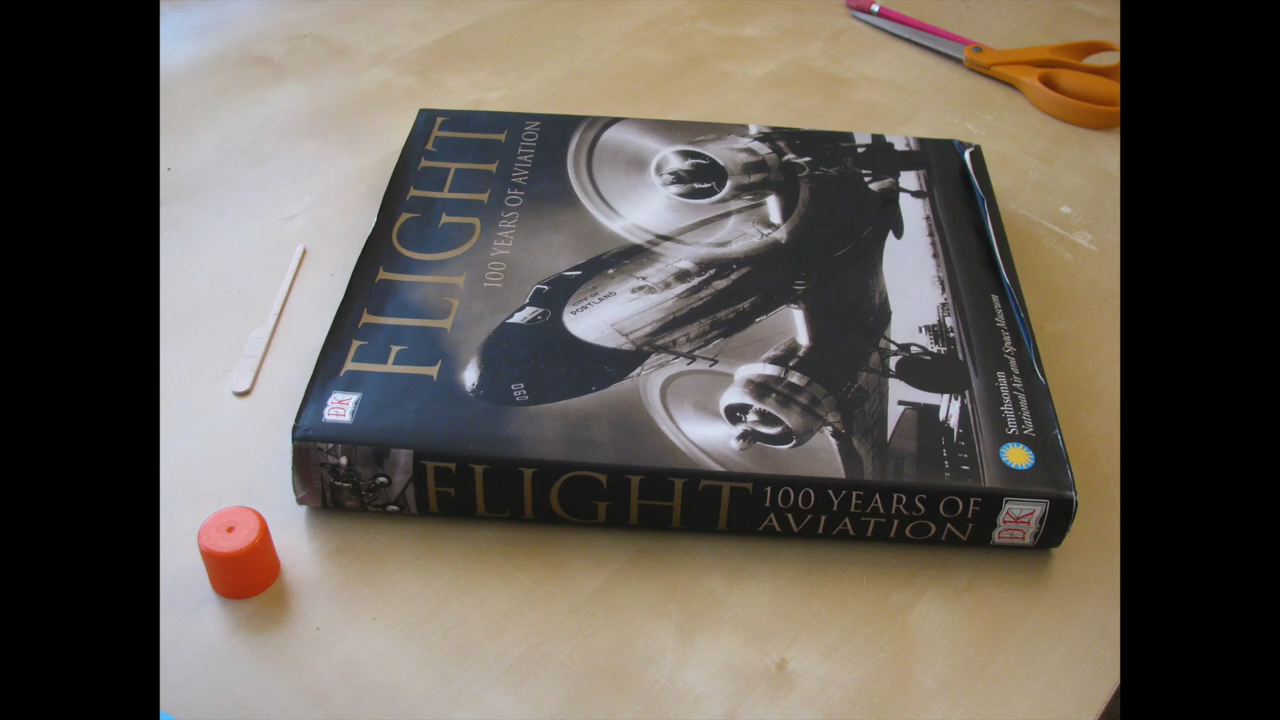 FLIGHT
100 YEARS OF AVIATION
CITY OF
PORTLAND
090
DK
Smithsonian
National Air and Space Museum
FLIGHT
100 YEARS OF
AVIATION
DK